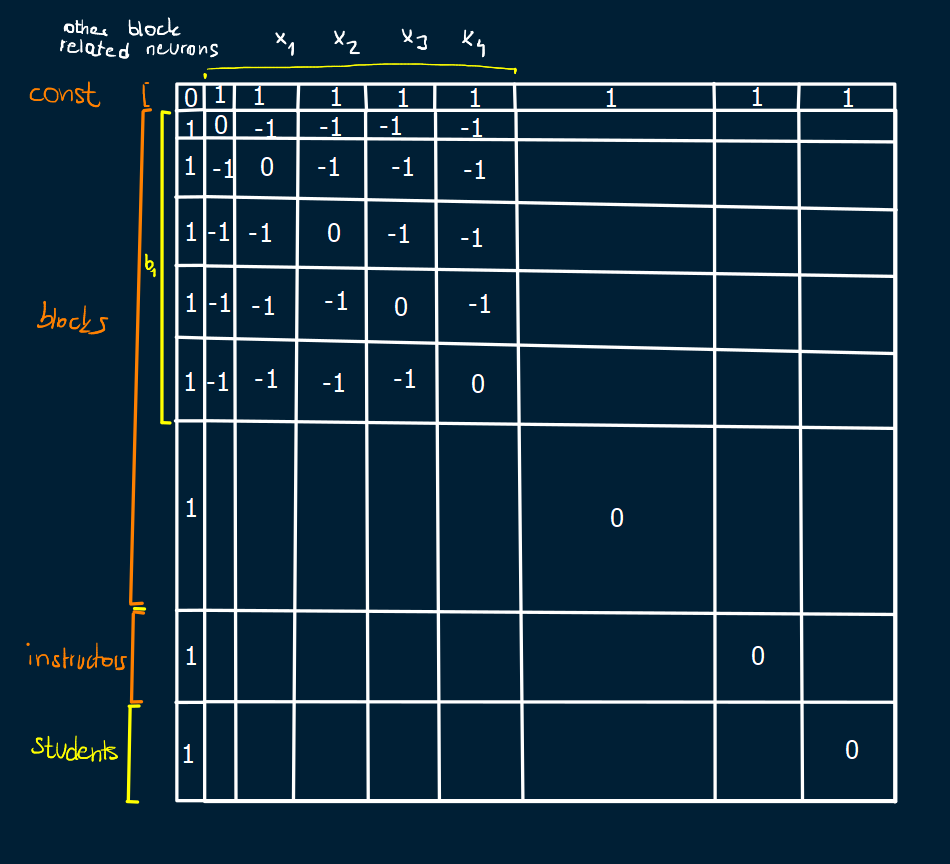 other block
related neurons
x1 x2 x3 x4
const
0 1 1 1 1 1 1 1 1
1 0 -1 -1 -1 -1
1 -1 0 -1 -1 -1
1 -1 -1 0 -1 -1
b1
1 -1 -1 -1 0 -1
blocks
1 -1 -1 -1 -1 0
1 0
instructors 1 0
students 1 0